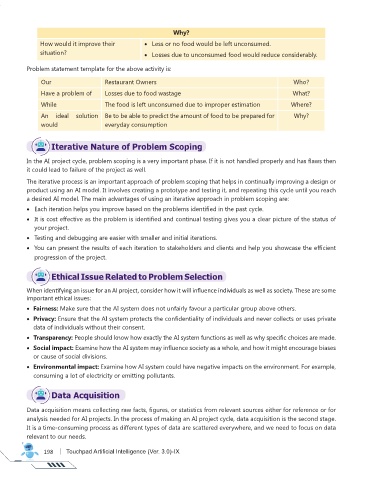 Why?
How would it improve their situation?
• Less or no food would be left unconsumed.
• Losses due to unconsumed food would reduce considerably.
Problem statement template for the above activity is:
Our Restaurant Owners Who?
Have a problem of Losses due to food wastage What?
While The food is left unconsumed due to improper estimation Where?
An ideal solution would Be to be able to predict the amount of food to be prepared for everyday consumption Why?
Iterative Nature of Problem Scoping
In the AI project cycle, problem scoping is a very important phase. If it is not handled properly and has flaws then
it could lead to failure of the project as well.
The iterative process is an important approach of problem scoping that helps in continually improving a design or
product using an AI model. It involves creating a prototype and testing it, and repeating this cycle until you reach
a desired AI model. The main advantages of using an iterative approach in problem scoping are:
• Each iteration helps you improve based on the problems identified in the past cycle.
• It is cost effective as the problem is identified and continual testing gives you a clear picture of the status of
your project.
• Testing and debugging are easier with smaller and initial iterations.
• You can present the results of each iteration to stakeholders and clients and help you showcase the efficient
progression of the project.
Ethical Issue Related to Problem Selection
When identifying an issue for an AI project, consider how it will influence individuals as well as society. These are some
important ethical issues:
• Fairness: Make sure that the AI system does not unfairly favour a particular group above others.
• Privacy: Ensure that the AI system protects the confidentiality of individuals and never collects or uses private
data of individuals without their consent.
• Transparency: People should know how exactly the AI system functions as well as why specific choices are made.
• Social impact: Examine how the AI system may influence society as a whole, and how it might encourage biases
or cause of social divisions.
• Environmental impact: Examine how AI system could have negative impacts on the environment. For example,
consuming a lot of electricity or emitting pollutants.
Data Acquisition
Data acquisition means collecting raw facts, figures, or statistics from relevant sources either for reference or for
analysis needed for AI projects. In the process of making an AI project cycle, data acquisition is the second stage.
It is a time-consuming process as different types of data are scattered everywhere, and we need to focus on data
relevant to our needs.
198 | Touchpad Artificial Intelligence (Ver. 3.0)-IX